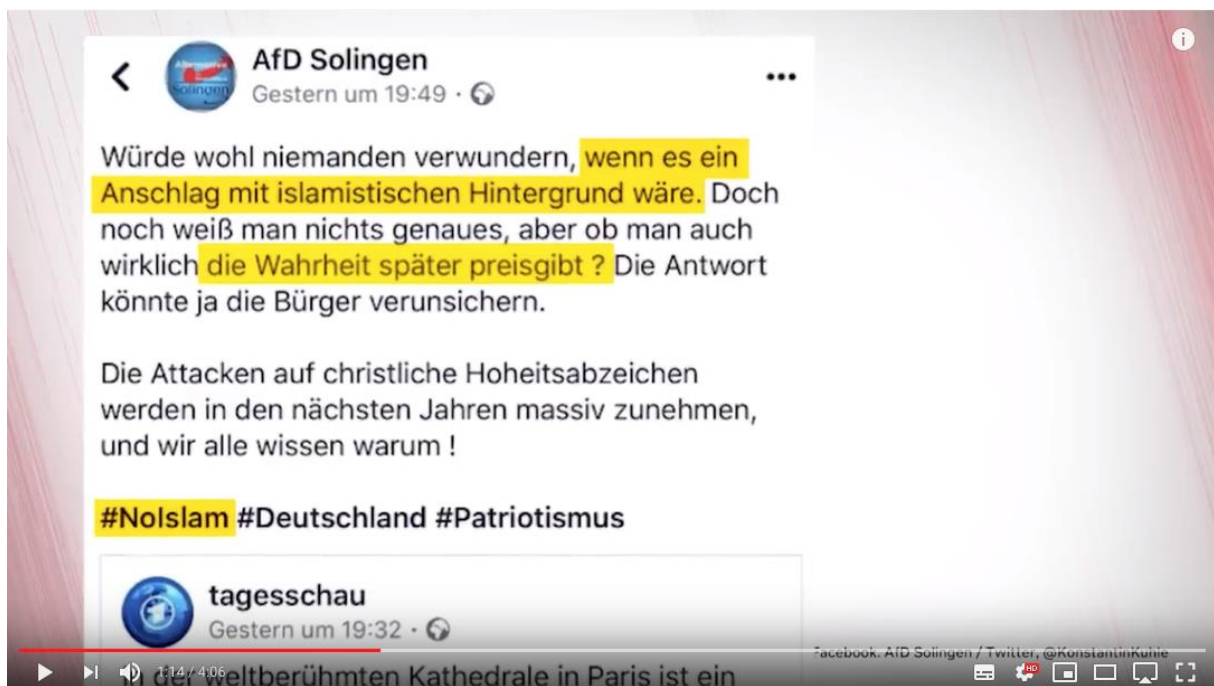 AfD Solingen
Gestern um 19:49 ·
Würde wohl niemanden verwundern, wenn es ein
Anschlag mit islamistischen Hintergrund wäre. Doch
noch weiß man nichts genaues, aber ob man auch
wirklich die Wahrheit später preisgibt ? Die Antwort
könnte ja die Bürger verunsichern.
Die Attacken auf christliche Hoheitsabzeichen
werden in den nächsten Jahren massiv zunehmen,
und wir alle wissen warum !
#NoIslam #Deutschland #Patriotismus
tagesschau
Gestern um 19:32 ·
Facebook: AfD Solingen / Twitter, @KonstantinKuhle
der weltberühmten Kathedrale in Paris ist ein
1:14 / 4:06
HD